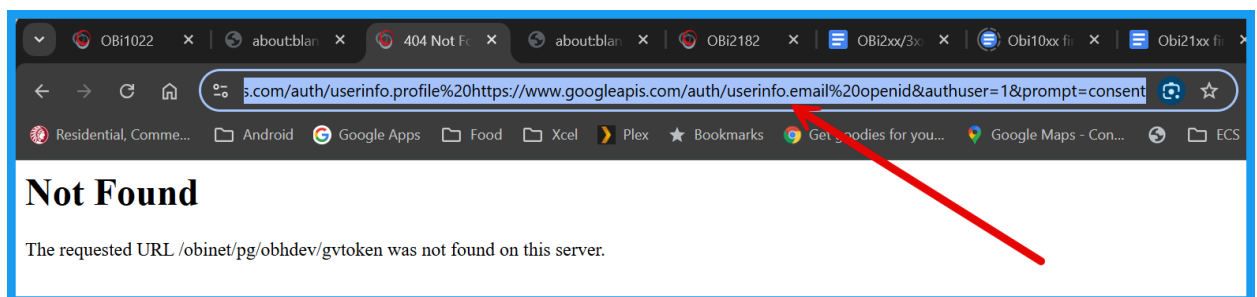 OBi1022 about:blan 404 Not Fo about:blan OBi2182 OBi2xx/3x Obi10xx fi Obi21xx fi
s.com/auth/userinfo.profile%20https://www.googleapis.com/auth/userinfo.email%20openid&authuser=1&prompt=consent
Residential, Comme... Android Google Apps Food Xcel Plex Bookmarks Get goodies for you... Google Maps - Con... ECS
Not Found
The requested URL /obinet/pg/obhdev/gvtoken was not found on this server.